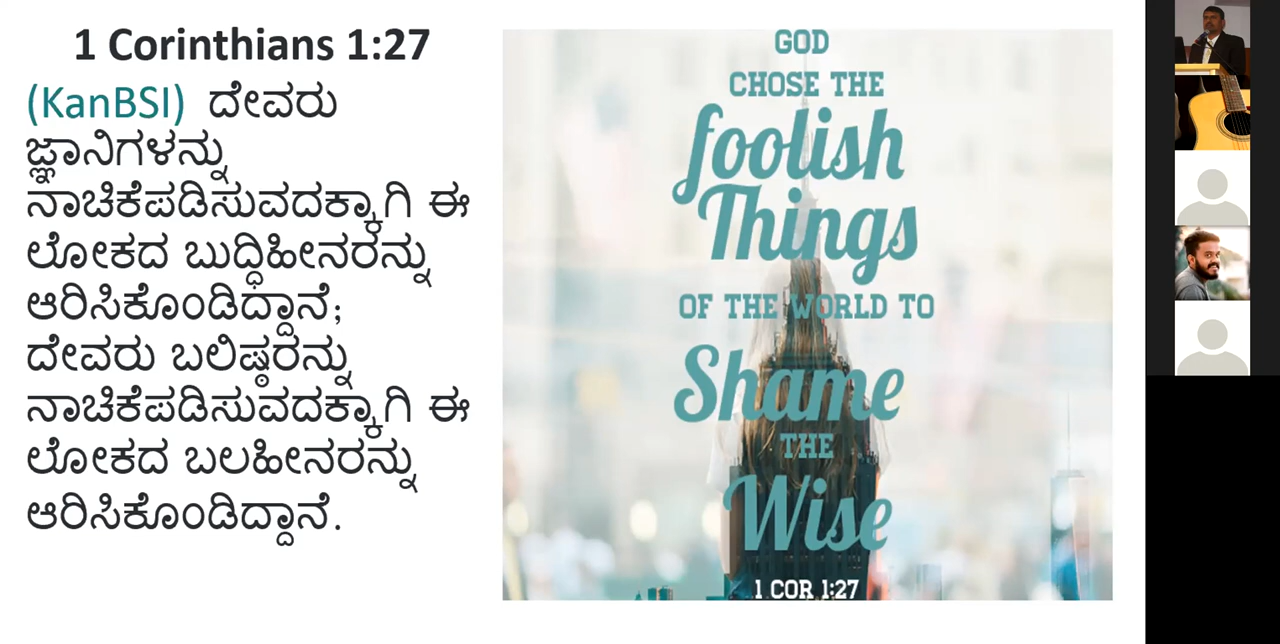 1 Corinthians 1:27
(KanBSI) ದೇವರು
ಜ್ಞಾನಿಗಳನ್ನು
ನಾಚಿಕೆಪಡಿಸುವದಕ್ಕಾಗಿ ಈ
ಲೋಕದ ಬುದ್ಧಿಹೀನರನ್ನು
ಆರಿಸಿಕೊಂಡಿದ್ದಾನೆ;
ದೇವರು ಬಲಿಷ್ಠರನ್ನು
ನಾಚಿಕೆಪಡಿಸುವದಕ್ಕಾಗಿ ಈ
ಲೋಕದ ಬಲಹೀನರನ್ನು
ಆರಿಸಿಕೊಂಡಿದ್ದಾನೆ.
GOD
CHOSE THE
foolish
Things
OF THE WORLD TO
Shame
THE
Wise
1 COR 1:27